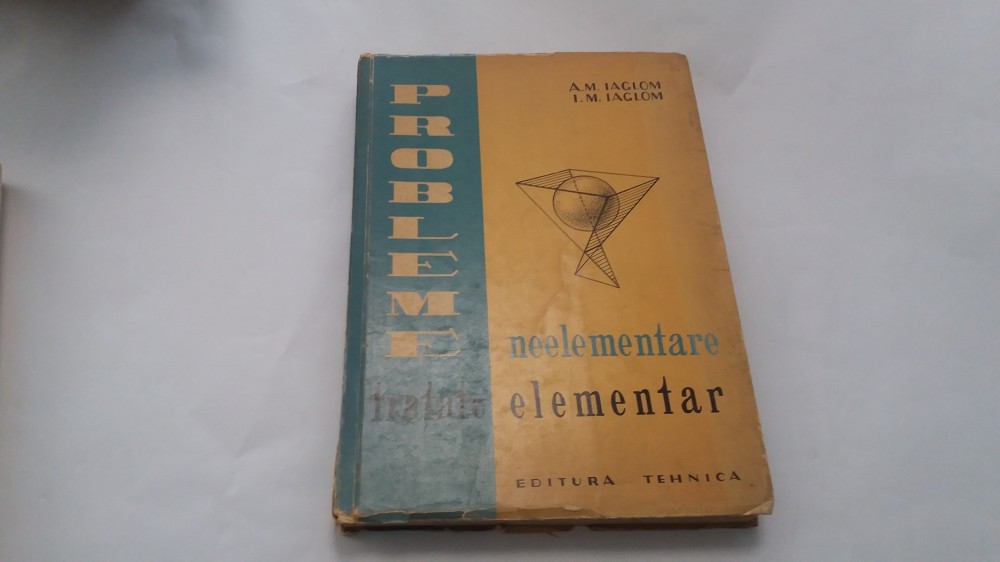 A.M. IAGLOM
I.M. IAGLOM
PROBLEME
neelementare
tratate elementar
EDITURA TEHNICA